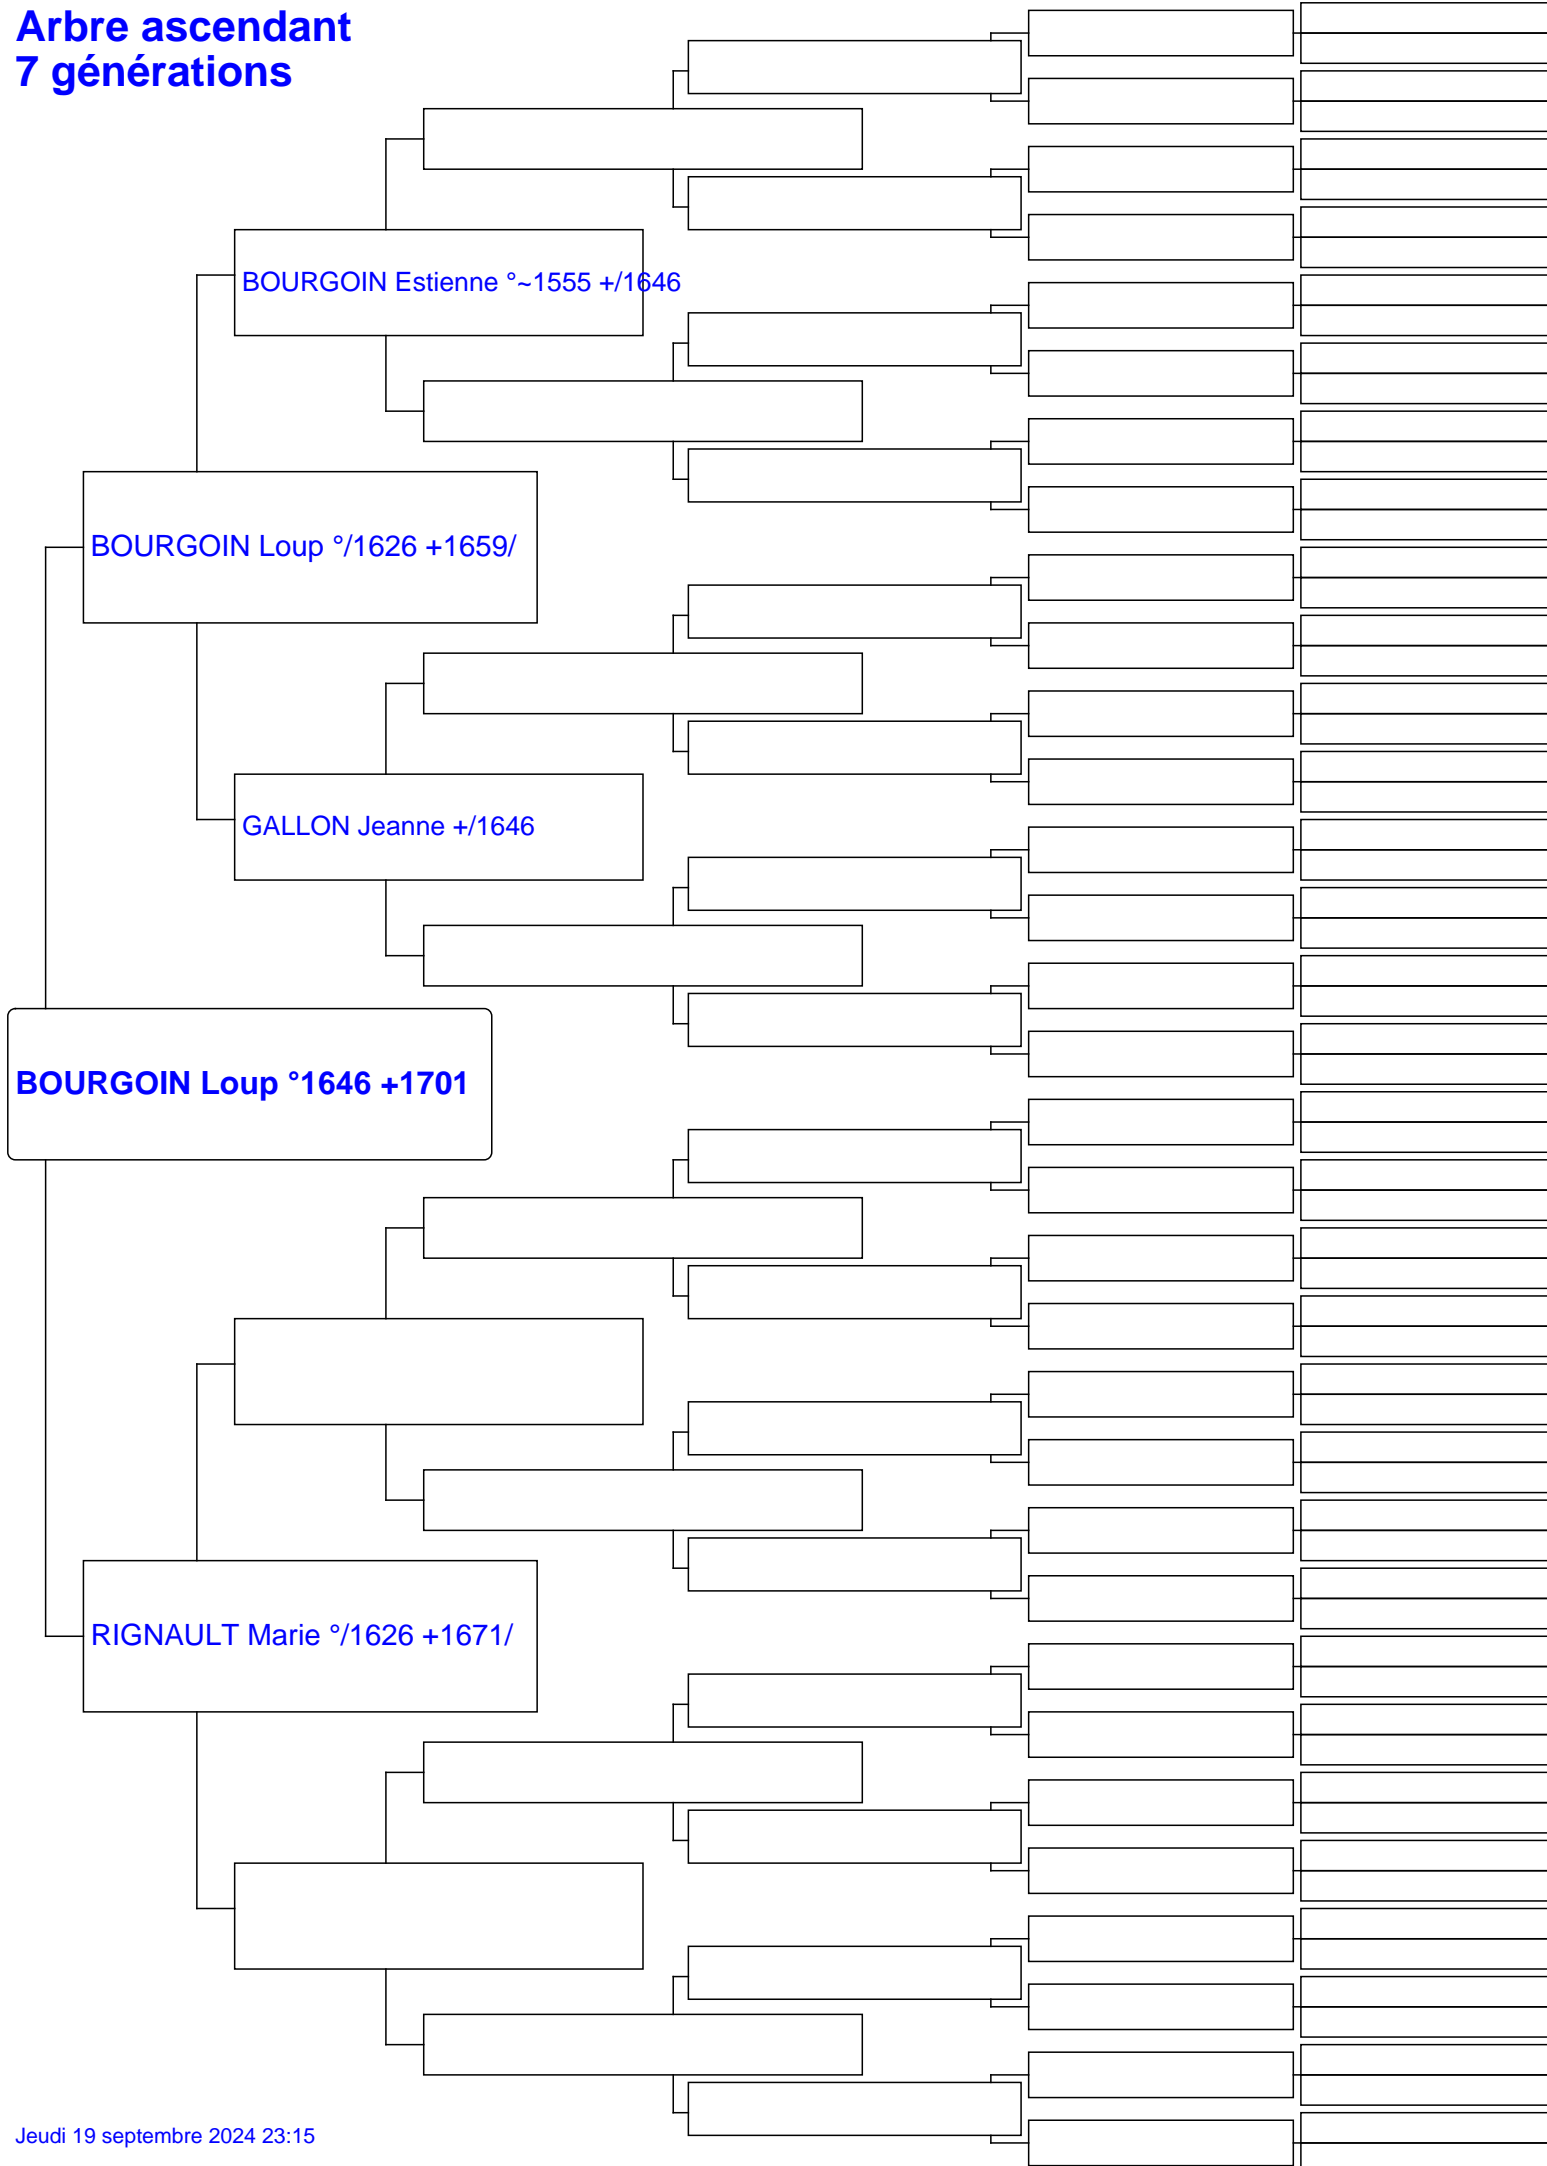 Arbre ascendant
7 générations
BOURGOIN Estienne °~1555 +/1646
BOURGOIN Loup °/1626 +1659/
GALLON Jeanne +/1646
BOURGOIN Loup °1646 +1701
RIGNAULT Marie °/1626 +1671/
Jeudi 19 septembre 2024 23:15